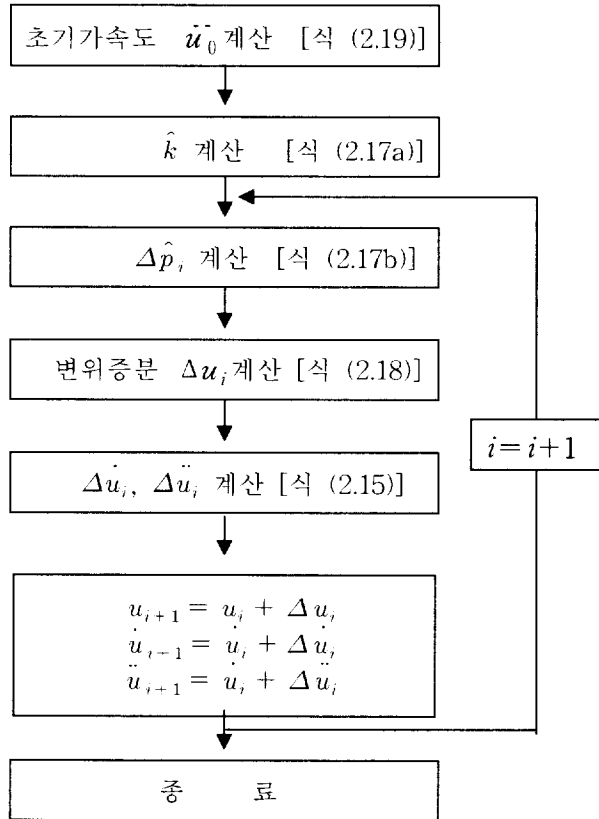 초기가속도 ü₀ 계산 [식 (2.19)]
k̂ 계산 [식 (2.17a)]
Δp̂ᵢ 계산 [식 (2.17b)]
변위증분 Δuᵢ 계산 [식 (2.18)]
Δu̇ᵢ, Δüᵢ 계산 [식 (2.15)]
i = i+1
uᵢ₊₁ = uᵢ + Δuᵢ
u̇ᵢ₊₁ = u̇ᵢ + Δu̇ᵢ
üᵢ₊₁ = u̇ᵢ + Δüᵢ
종 료